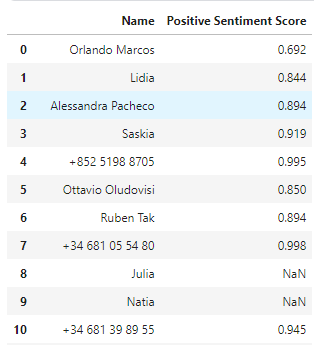 Name Positive Sentiment Score
0 Orlando Marcos 0.692
1 Lidia 0.844
2 Alessandra Pacheco 0.894
3 Saskia 0.919
4 +852 5198 8705 0.995
5 Ottavio Oludovisi 0.850
6 Ruben Tak 0.894
7 +34 681 05 54 80 0.998
8 Julia NaN
9 Natia NaN
10 +34 681 39 89 55 0.945